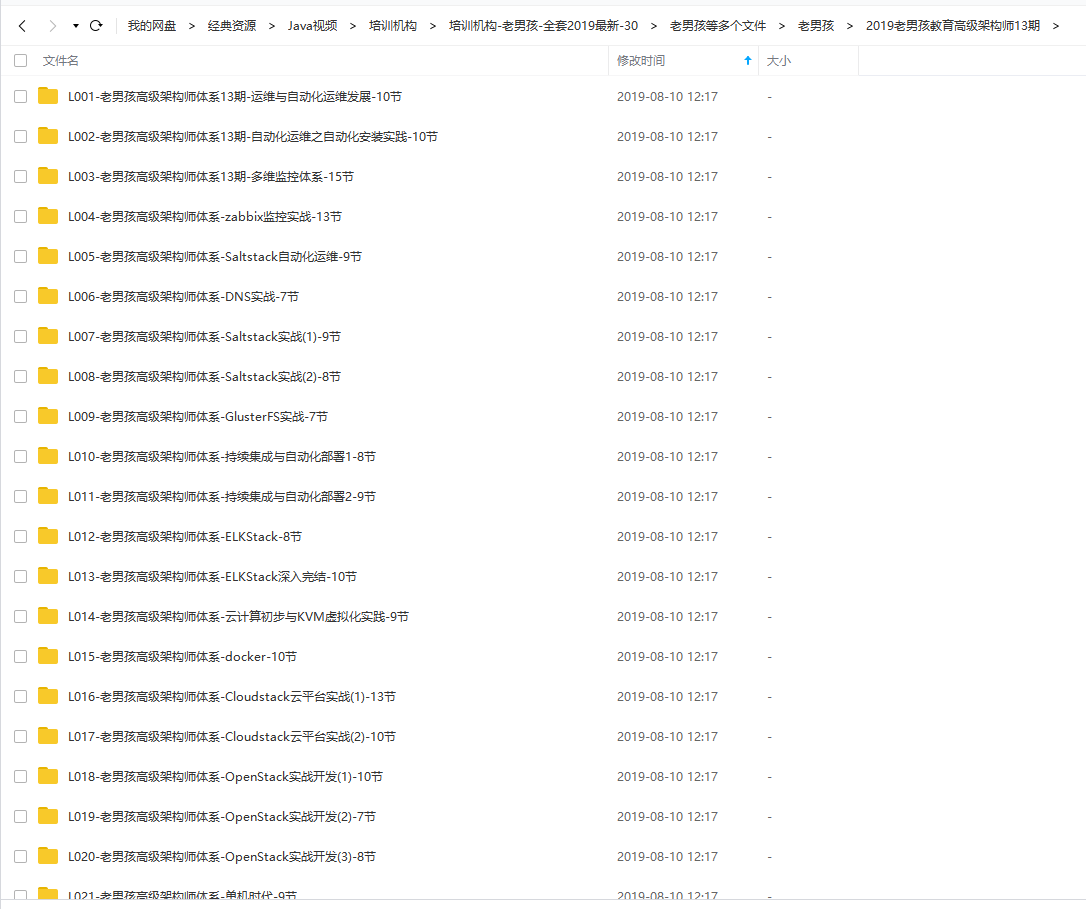 我的网盘 > 经典资源 > Java视频 > 培训机构 > 培训机构-老男孩-全套2019最新-30 > 老男孩等多个文件 > 老男孩 > 2019老男孩教育高级架构师13期 >
文件名 修改时间 大小
L001-老男孩高级架构师体系13期-运维与自动化运维发展-10节 2019-08-10 12:17 -
L002-老男孩高级架构师体系13期-自动化运维之自动化安装实践-10节 2019-08-10 12:17 -
L003-老男孩高级架构师体系13期-多维监控体系-15节 2019-08-10 12:17 -
L004-老男孩高级架构师体系-zabbix监控实战-13节 2019-08-10 12:17 -
L005-老男孩高级架构师体系-Saltstack自动化运维-9节 2019-08-10 12:17 -
L006-老男孩高级架构师体系-DNS实战-7节 2019-08-10 12:17 -
L007-老男孩高级架构师体系-Saltstack实战(1)-9节 2019-08-10 12:17 -
L008-老男孩高级架构师体系-Saltstack实战(2)-8节 2019-08-10 12:17 -
L009-老男孩高级架构师体系-GlusterFS实战-7节 2019-08-10 12:17 -
L010-老男孩高级架构师体系-持续集成与自动化部署1-8节 2019-08-10 12:17 -
L011-老男孩高级架构师体系-持续集成与自动化部署2-9节 2019-08-10 12:17 -
L012-老男孩高级架构师体系-ELKStack-8节 2019-08-10 12:17 -
L013-老男孩高级架构师体系-ELKStack深入完结-10节 2019-08-10 12:17 -
L014-老男孩高级架构师体系-云计算初步与KVM虚拟化实践-9节 2019-08-10 12:17 -
L015-老男孩高级架构师体系-docker-10节 2019-08-10 12:17 -
L016-老男孩高级架构师体系-Cloudstack云平台实战(1)-13节 2019-08-10 12:17 -
L017-老男孩高级架构师体系-Cloudstack云平台实战(2)-10节 2019-08-10 12:17 -
L018-老男孩高级架构师体系-OpenStack实战开发(1)-10节 2019-08-10 12:17 -
L019-老男孩高级架构师体系-OpenStack实战开发(2)-7节 2019-08-10 12:17 -
L020-老男孩高级架构师体系-OpenStack实战开发(3)-8节 2019-08-10 12:17 -
L021-老男孩高级架构师体系-单机时代-9节 2019-08-10 12:17 -